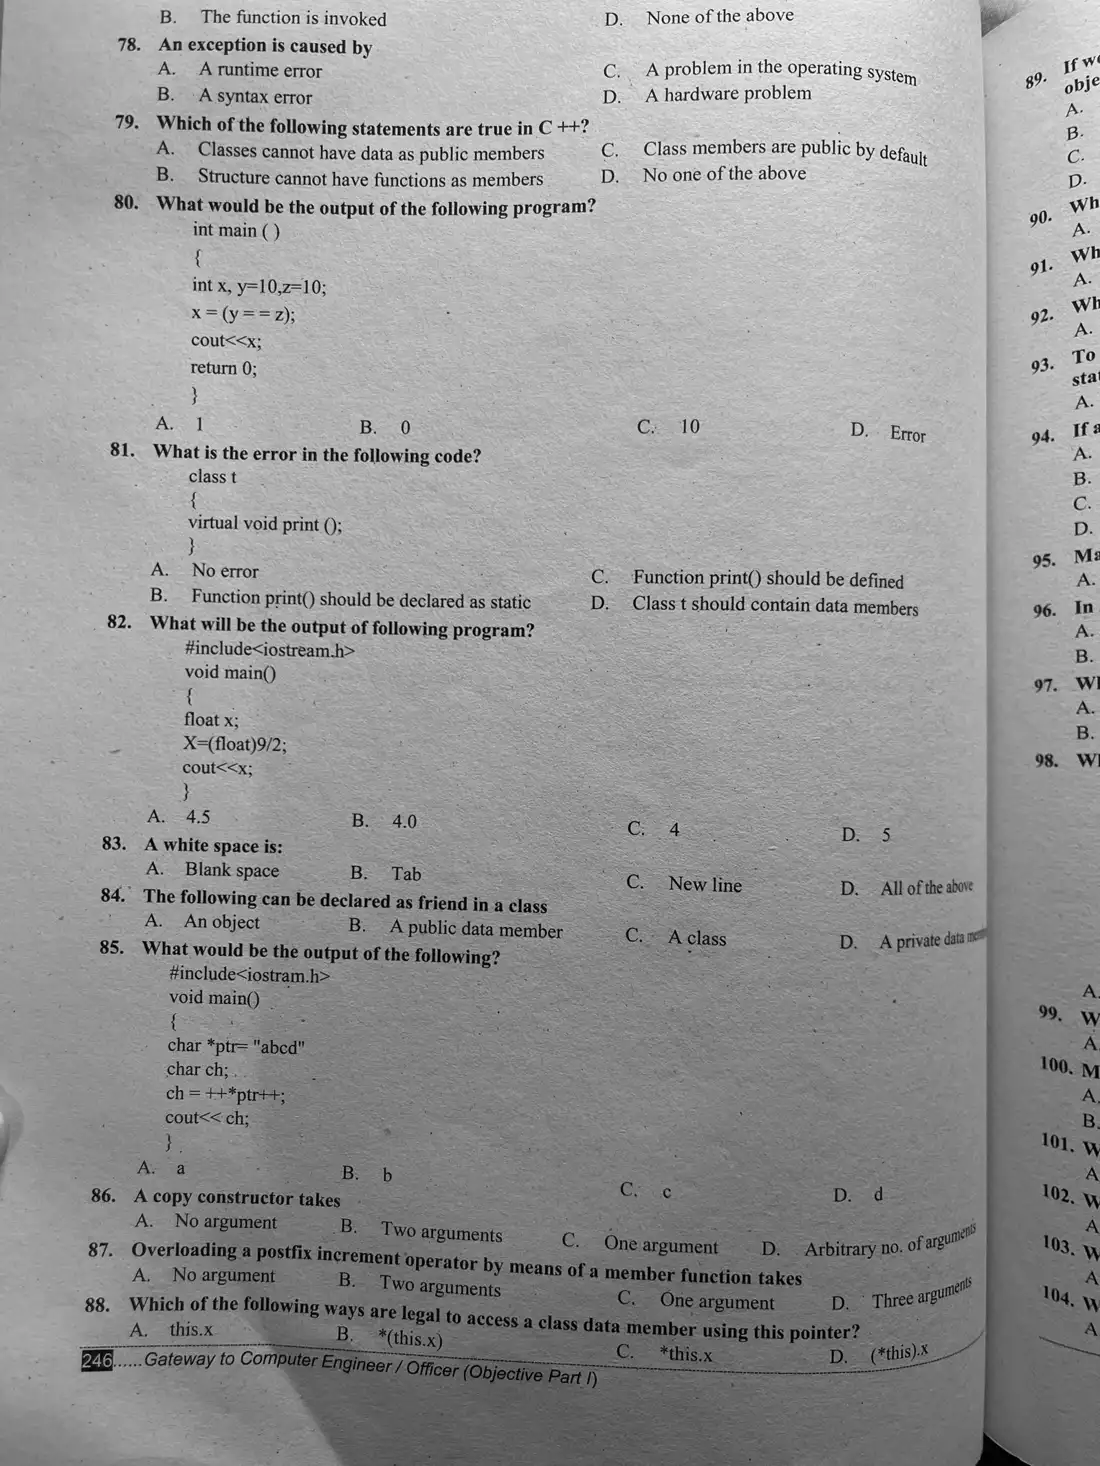 B. The function is invoked D. None of the above
78. An exception is caused by
A. A runtime error C. A problem in the operating system
B. A syntax error D. A hardware problem
79. Which of the following statements are true in C ++?
A. Classes cannot have data as public members C. Class members are public by default
B. Structure cannot have functions as members D. No one of the above
80. What would be the output of the following program?
int main ( )
{
int x, y=10,z=10;
x = (y = = z);
cout<<x;
return 0;
}
A. 1 B. 0 C. 10 D. Error
81. What is the error in the following code?
class t
{
virtual void print ();
}
A. No error C. Function print() should be defined
B. Function print() should be declared as static D. Class t should contain data members
82. What will be the output of following program?
#include<iostream.h>
void main()
{
float x;
X=(float)9/2;
cout<<x;
}
A. 4.5 B. 4.0 C. 4 D. 5
83. A white space is:
A. Blank space B. Tab C. New line D. All of the above
84. The following can be declared as friend in a class
A. An object B. A public data member C. A class D. A private data
85. What would be the output of the following?
#include<iostram.h>
void main()
{
char *ptr= "abcd"
char ch;
ch = ++*ptr++;
cout<< ch;
}
A. a B. b C. c D. d
86. A copy constructor takes
A. No argument B. Two arguments C. One argument D. Arbitrary no. of arguments
87. Overloading a postfix increment operator by means of a member function takes
A. No argument B. Two arguments C. One argument D. Three arguments
88. Which of the following ways are legal to access a class data member using this pointer?
A. this.x B. *(this.x) C. *this.x D. (*this).x
246......Gateway to Computer Engineer / Officer (Objective Part I)
89. If
A.
B.
C.
D.
90. Wh
A.
91. Wh
A.
92. Wh
A.
93. To
A.
94. If
A.
B.
C.
D.
95.
A.
96. In
A.
B.
97.
A.
B.
98.
A.
99. W
A.
100. M
A.
B.
101. W
A
102. W
A
103. W
A
104. W
A